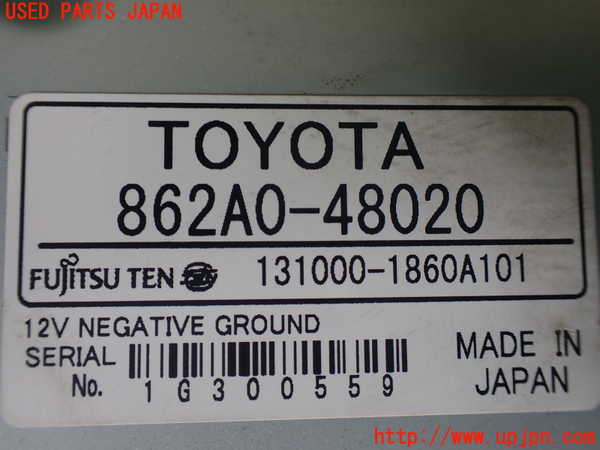 USED PARTS JAPAN
TOYOTA
862A0-48020
FUJITSU TEN 131000-1860A101
12V NEGATIVE GROUND
SERIAL No. 1G300559
MADE IN JAPAN
http://www.upjpn.com/